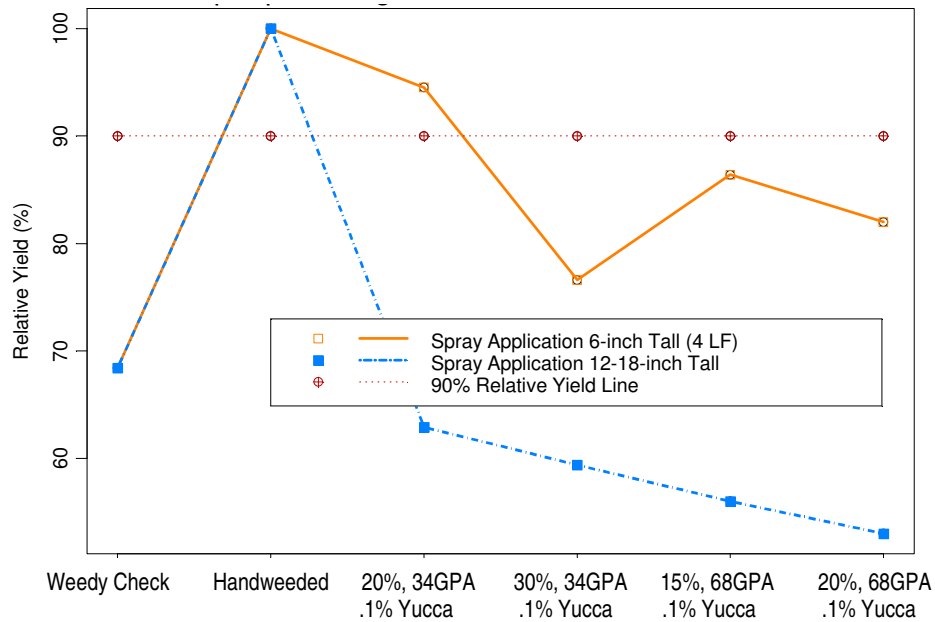 100
90
80
70
60
Relative Yield (%)
Spray Application 6-inch Tall (4 LF)
Spray Application 12-18-inch Tall
90% Relative Yield Line
Weedy Check
Handweeded
20%, 34GPA
.1% Yucca
30%, 34GPA
.1% Yucca
15%, 68GPA
.1% Yucca
20%, 68GPA
.1% Yucca